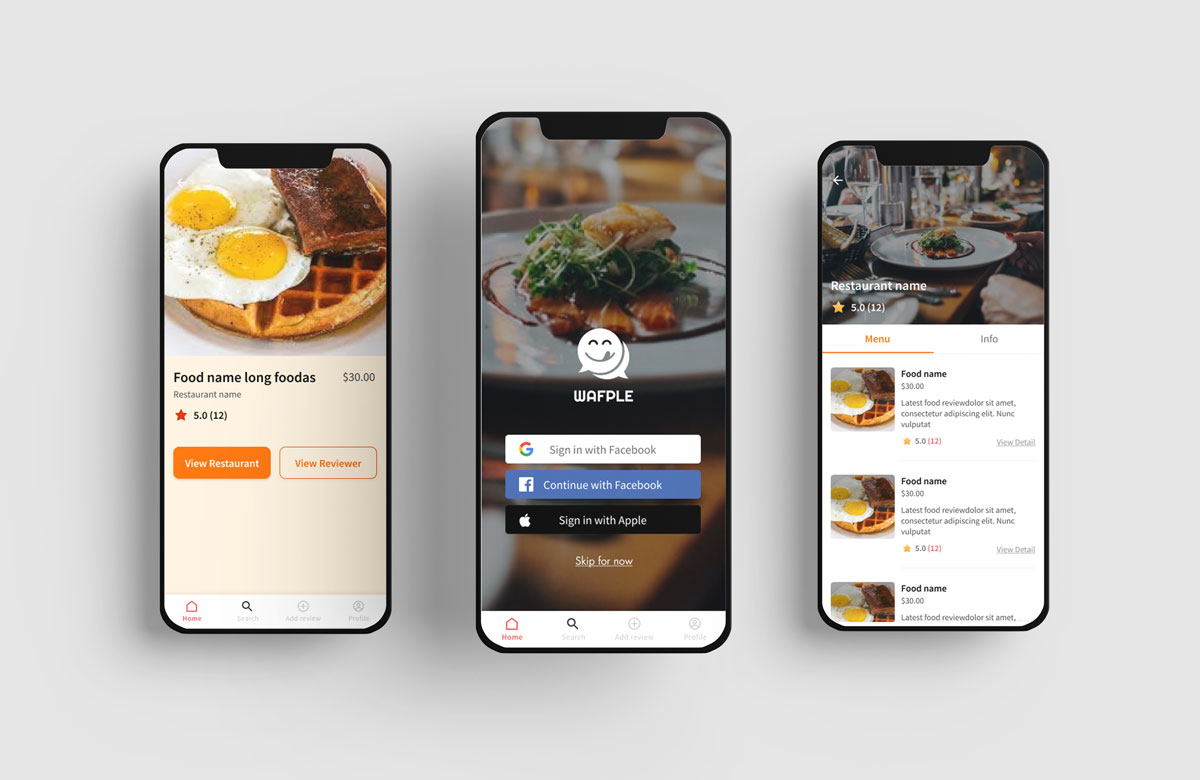 Food name long foodas
$30.00
Restaurant name
5.0 (12)
View Restaurant
View Reviewer
Home
Search
Add review
Profile
WAFPLE
Sign in with Facebook
Continue with Facebook
Sign in with Apple
Skip for now
Home
Search
Add review
Profile
Restaurant name
5.0 (12)
Menu
Info
Food name
$30.00
Latest food reviewdolor sit amet,
consectetur adipiscing elit. Nunc
vulputat
5.0 (12)
View Detail
Food name
$30.00
Latest food reviewdolor sit amet,
consectetur adipiscing elit. Nunc
vulputat
5.0 (12)
View Detail
Food name
$30.00
Latest food reviewdolor sit amet,